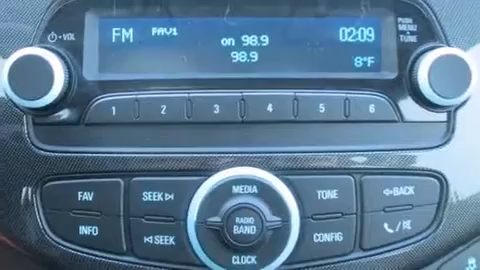 FM FAV1 on 98.9 02:09
98.9 8°F
VOL
PUSH
MENU
TUNE
1 2 3 4 5 6
FAV SEEK MEDIA TONE BACK
INFO SEEK RADIO BAND CONFIG
CLOCK